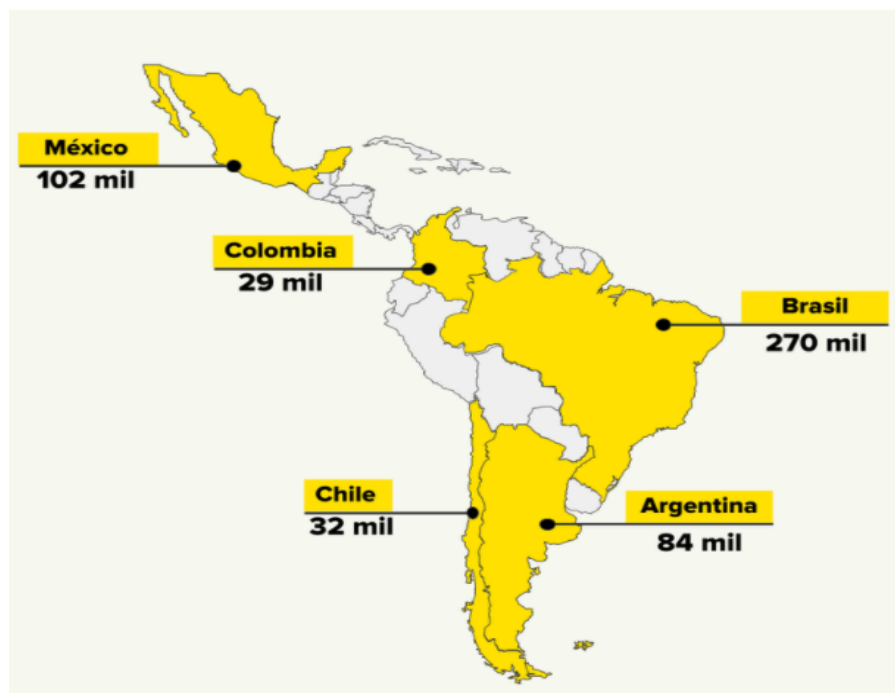 México
102 mil
Colombia
29 mil
Brasil
270 mil
Chile
32 mil
Argentina
84 mil